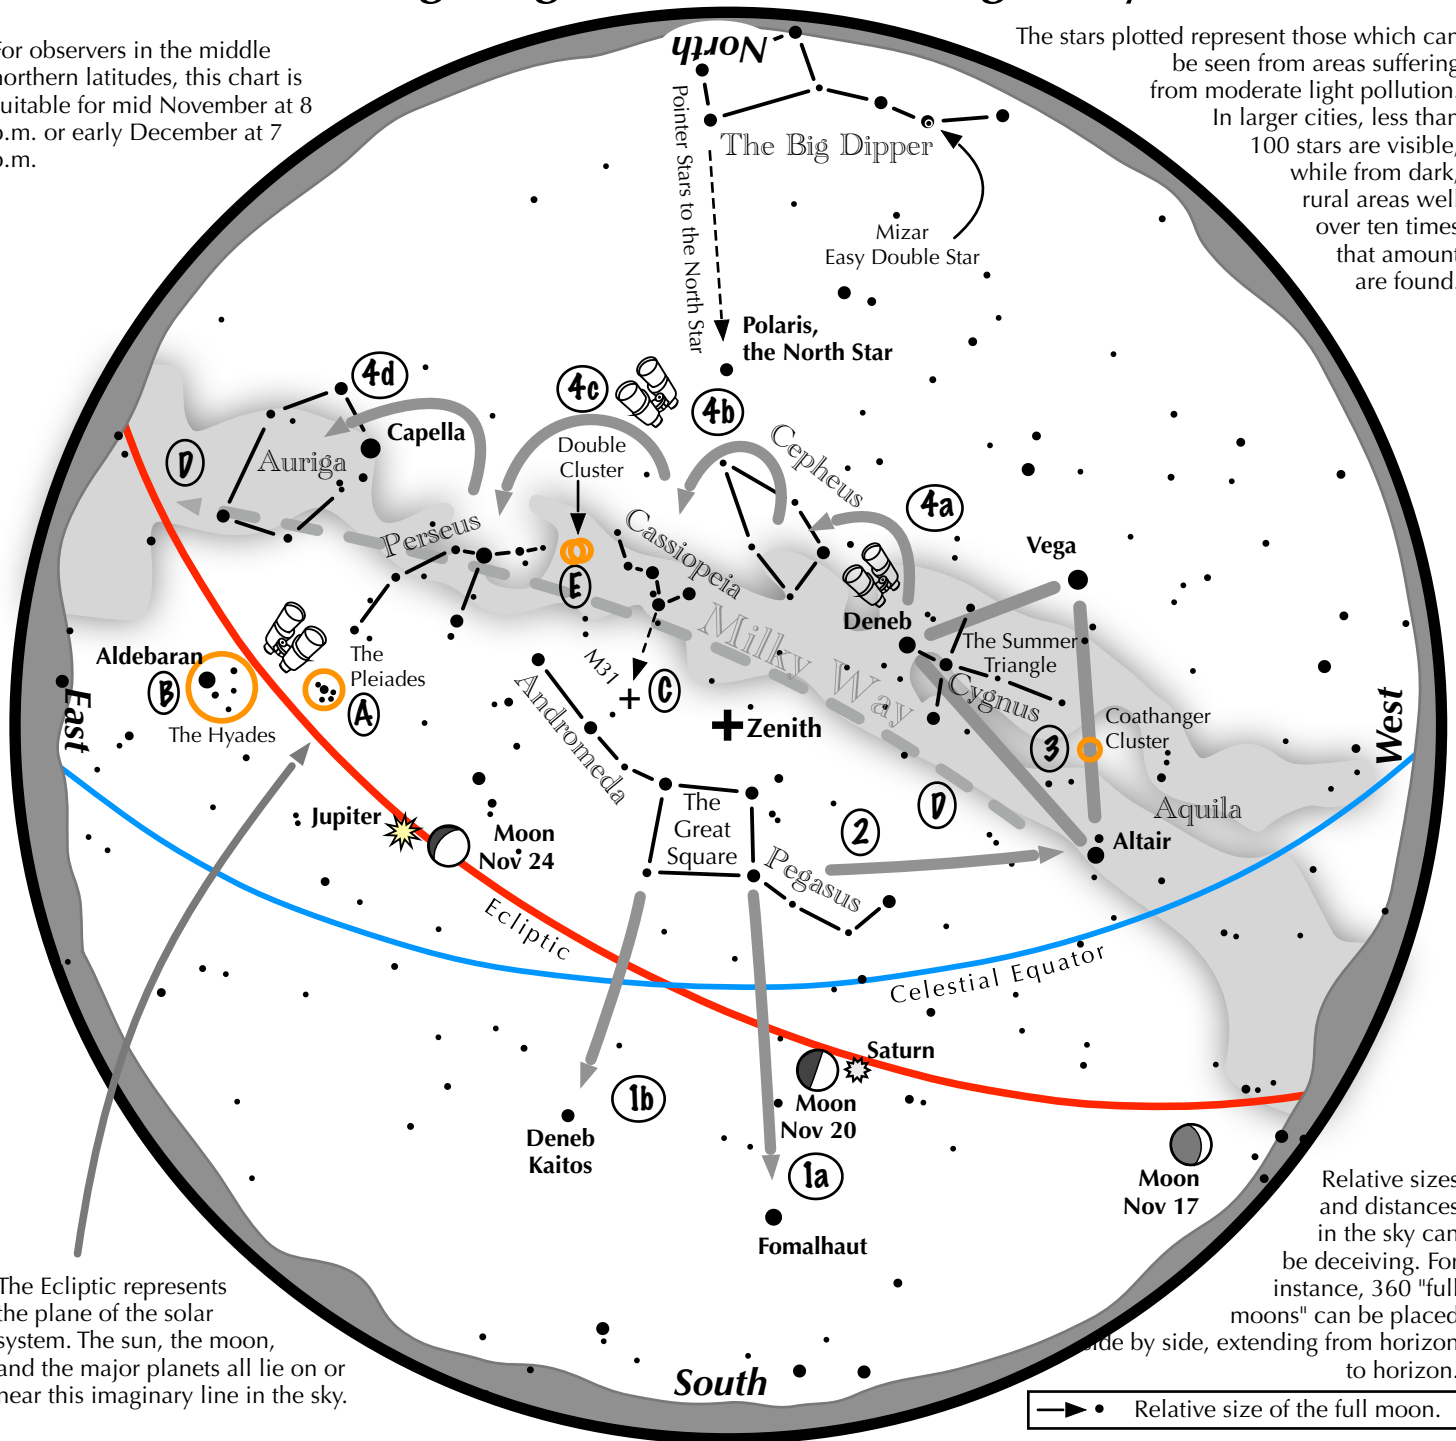 or observers in the middle
northern latitudes, this chart is
suitable for mid November at 8
p.m. or early December at 7
p.m.
The stars plotted represent those which can
be seen from areas suffering
from moderate light pollution.
In larger cities, less than
100 stars are visible,
while from dark,
rural areas well
over ten times
that amount
are found.
North
Pointer Stars to the North Star
The Big Dipper
Mizar
Easy Double Star
Polaris,
the North Star
4d
4c
4b
4a
Capella
Auriga
D
Double
Cluster
Cepheus
Perseus
Cassiopeia
E
Vega
Deneb
The Summer
Triangle
Cygnus
Milky Way
Aldebaran
B
The Hyades
The
Pleiades
A
M31
C
Andromeda
Zenith
3
Coathanger
Cluster
East
West
Jupiter
Moon
Nov 24
The
Great
Square
Pegasus
2
D
Aquila
Altair
Ecliptic
Celestial Equator
Saturn
Moon
Nov 20
1b
Deneb
Kaitos
1a
Fomalhaut
Moon
Nov 17
The Ecliptic represents
the plane of the solar
system. The sun, the moon,
and the major planets all lie on or
near this imaginary line in the sky.
Relative sizes
and distances
in the sky can
be deceiving. For
instance, 360 "full
moons" can be placed
side by side, extending from horizon
to horizon.
South
Relative size of the full moon.